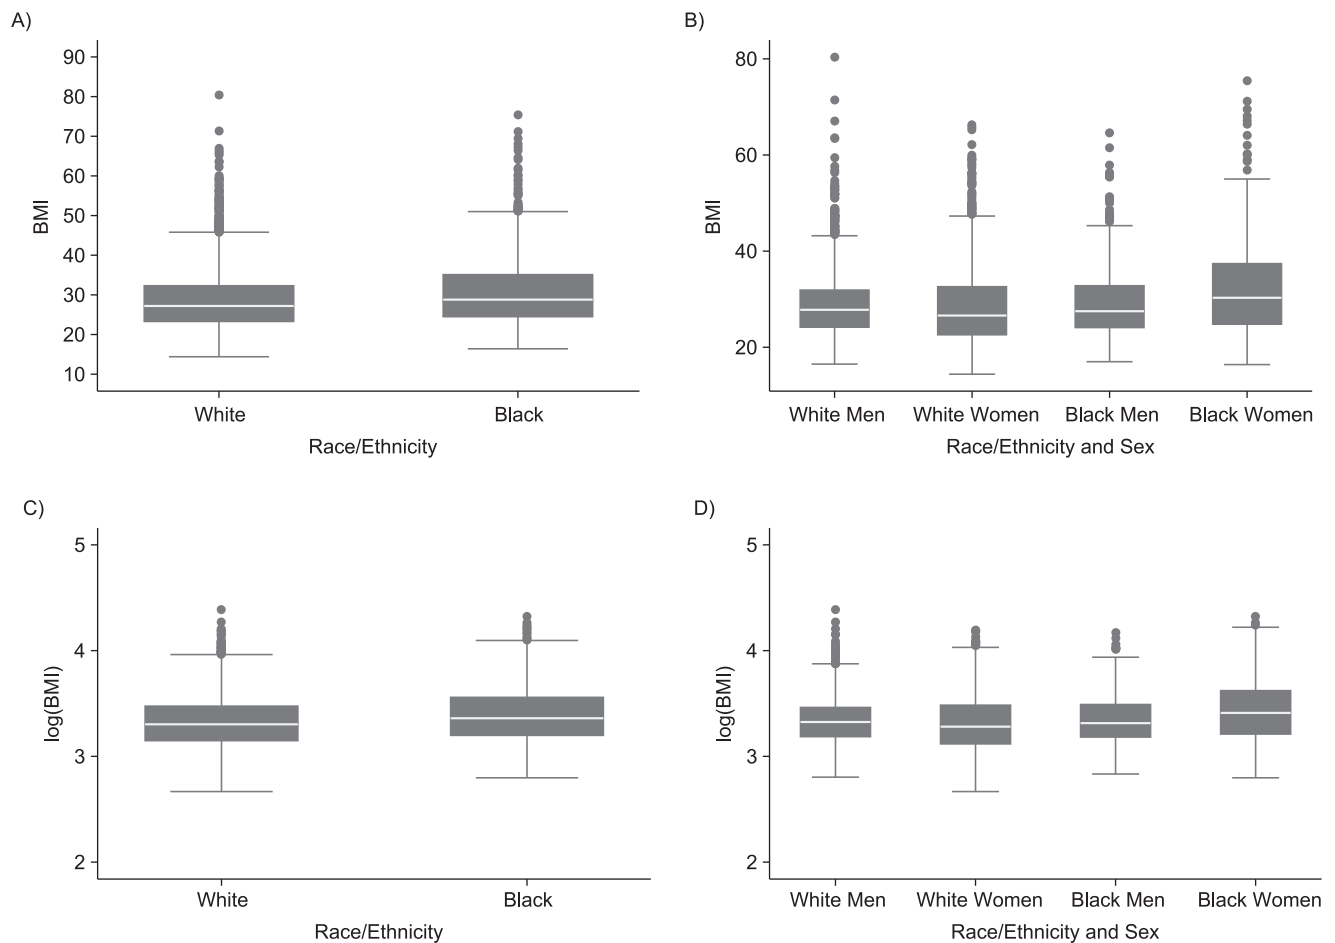 A)
90
80
70
60
50
40
30
20
10
BMI
White
Black
Race/Ethnicity
B)
80
60
40
20
BMI
White Men
White Women
Black Men
Black Women
Race/Ethnicity and Sex
C)
5
4
3
2
log(BMI)
White
Black
Race/Ethnicity
D)
5
4
3
2
log(BMI)
White Men
White Women
Black Men
Black Women
Race/Ethnicity and Sex